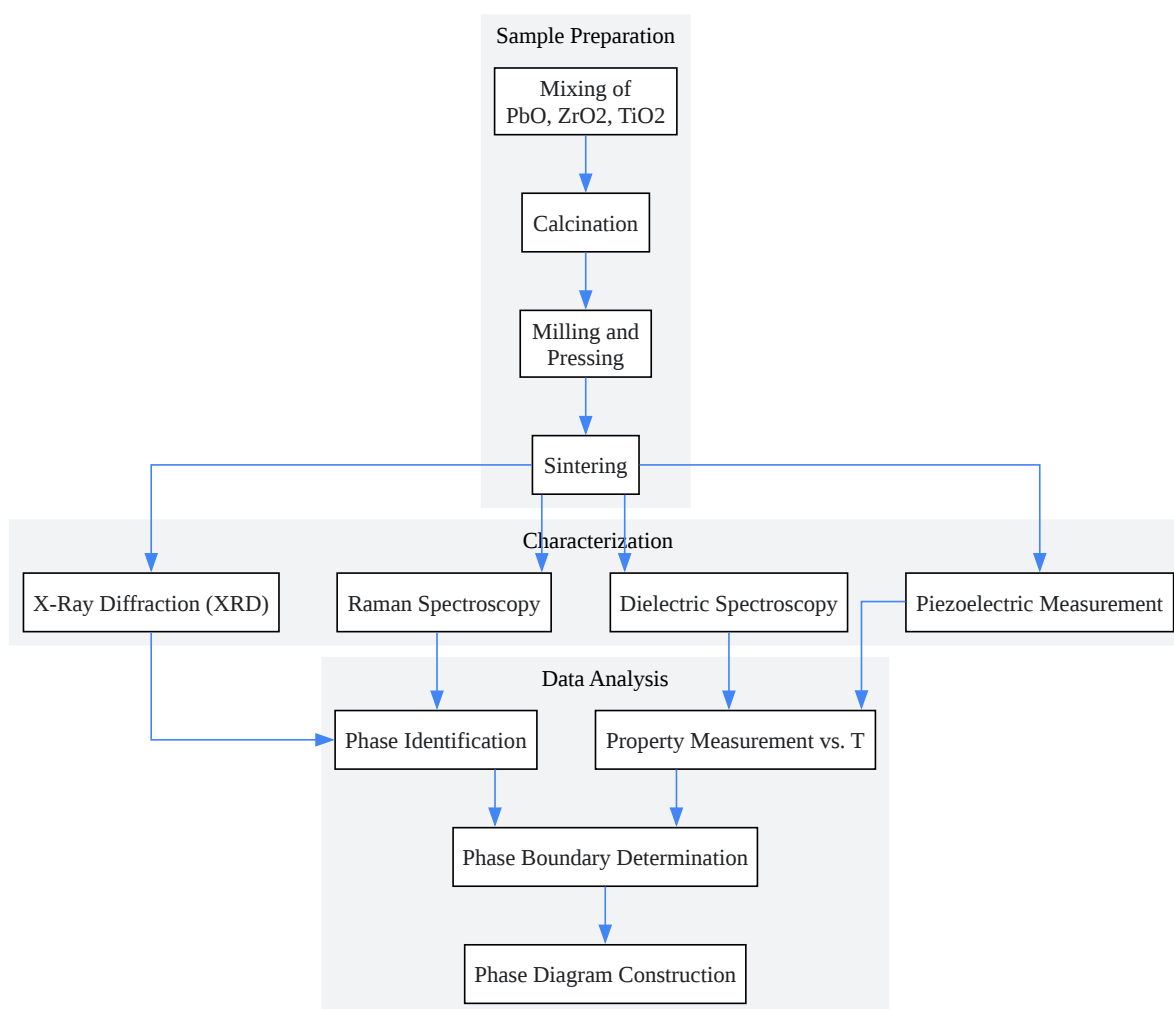 Sample Preparation
Mixing of
PbO, ZrO2, TiO2
Calcination
Milling and
Pressing
Sintering
Characterization
X-Ray Diffraction (XRD)
Raman Spectroscopy
Dielectric Spectroscopy
Piezoelectric Measurement
Data Analysis
Phase Identification
Property Measurement vs. T
Phase Boundary Determination
Phase Diagram Construction